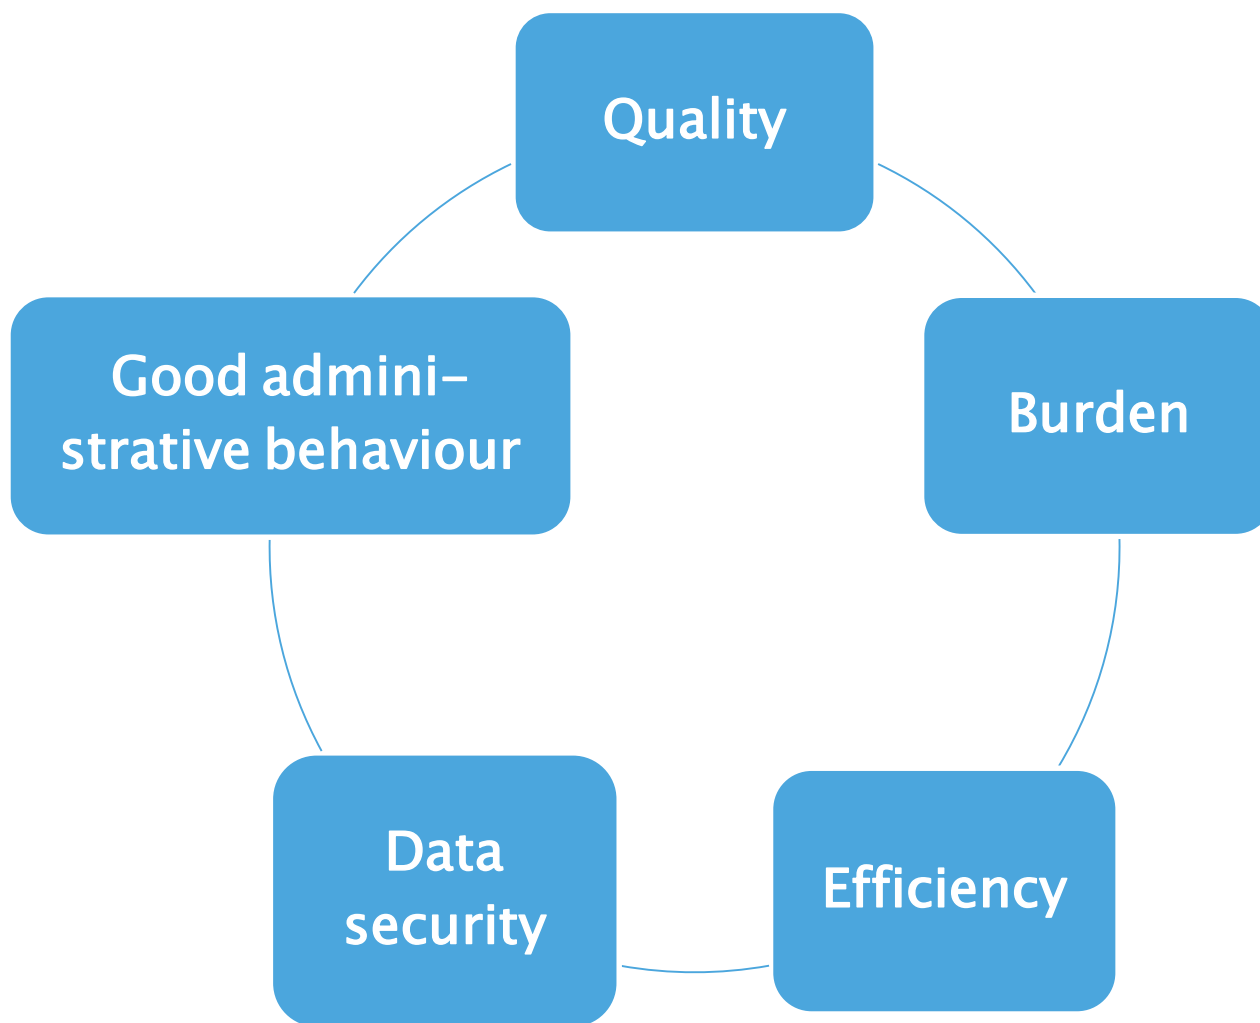 Quality
Good admini-
strative behaviour
Burden
Data
security
Efficiency